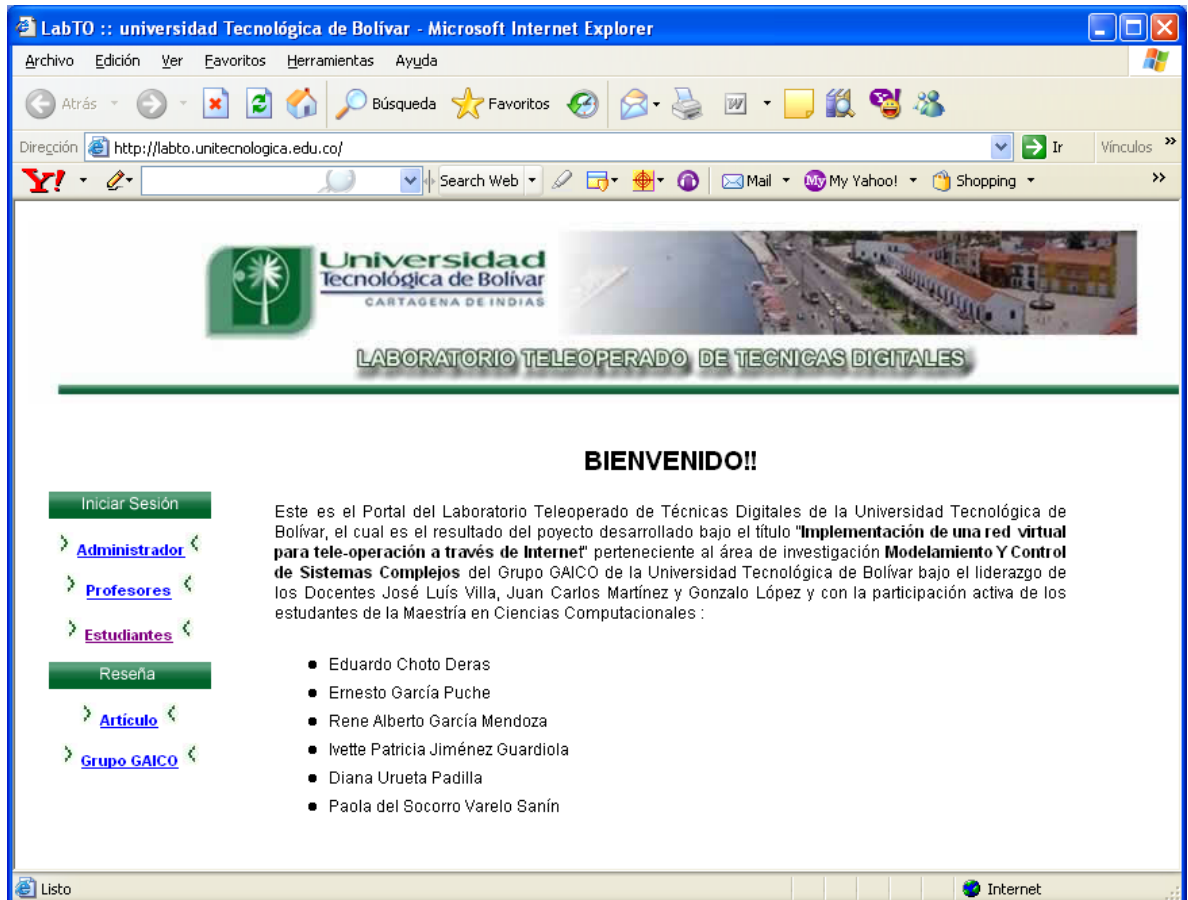 LabTO :: universidad Tecnológica de Bolívar - Microsoft Internet Explorer
Archivo Edición Ver Favoritos Herramientas Ayuda
Atrás Búsqueda Favoritos
Dirección http://labto.unitecnologica.edu.co/ Ir Vínculos »
Y! Search Web Mail My My Yahoo! Shopping »
Universidad
Tecnológica de Bolívar
CARTAGENA DE INDIAS
LABORATORIO TELEOPERADO DE TECNICAS DIGITALES
BIENVENIDO!!
Iniciar Sesión
Administrador
Profesores
Estudiantes
Reseña
Artículo
Grupo GAICO
Este es el Portal del Laboratorio Teleoperado de Técnicas Digitales de la Universidad Tecnológica de
Bolívar, el cual es el resultado del poyecto desarrollado bajo el título "Implementación de una red virtual
para tele-operación a través de Internet" perteneciente al área de investigación Modelamiento Y Control
de Sistemas Complejos del Grupo GAICO de la Universidad Tecnológica de Bolívar bajo el liderazgo de
los Docentes José Luís Villa, Juan Carlos Martínez y Gonzalo López y con la participación activa de los
estudiantes de la Maestría en Ciencias Computacionales :
• Eduardo Choto Deras
• Ernesto García Puche
• Rene Alberto García Mendoza
• Ivette Patricia Jiménez Guardiola
• Diana Urueta Padilla
• Paola del Socorro Varelo Sanín
Listo Internet